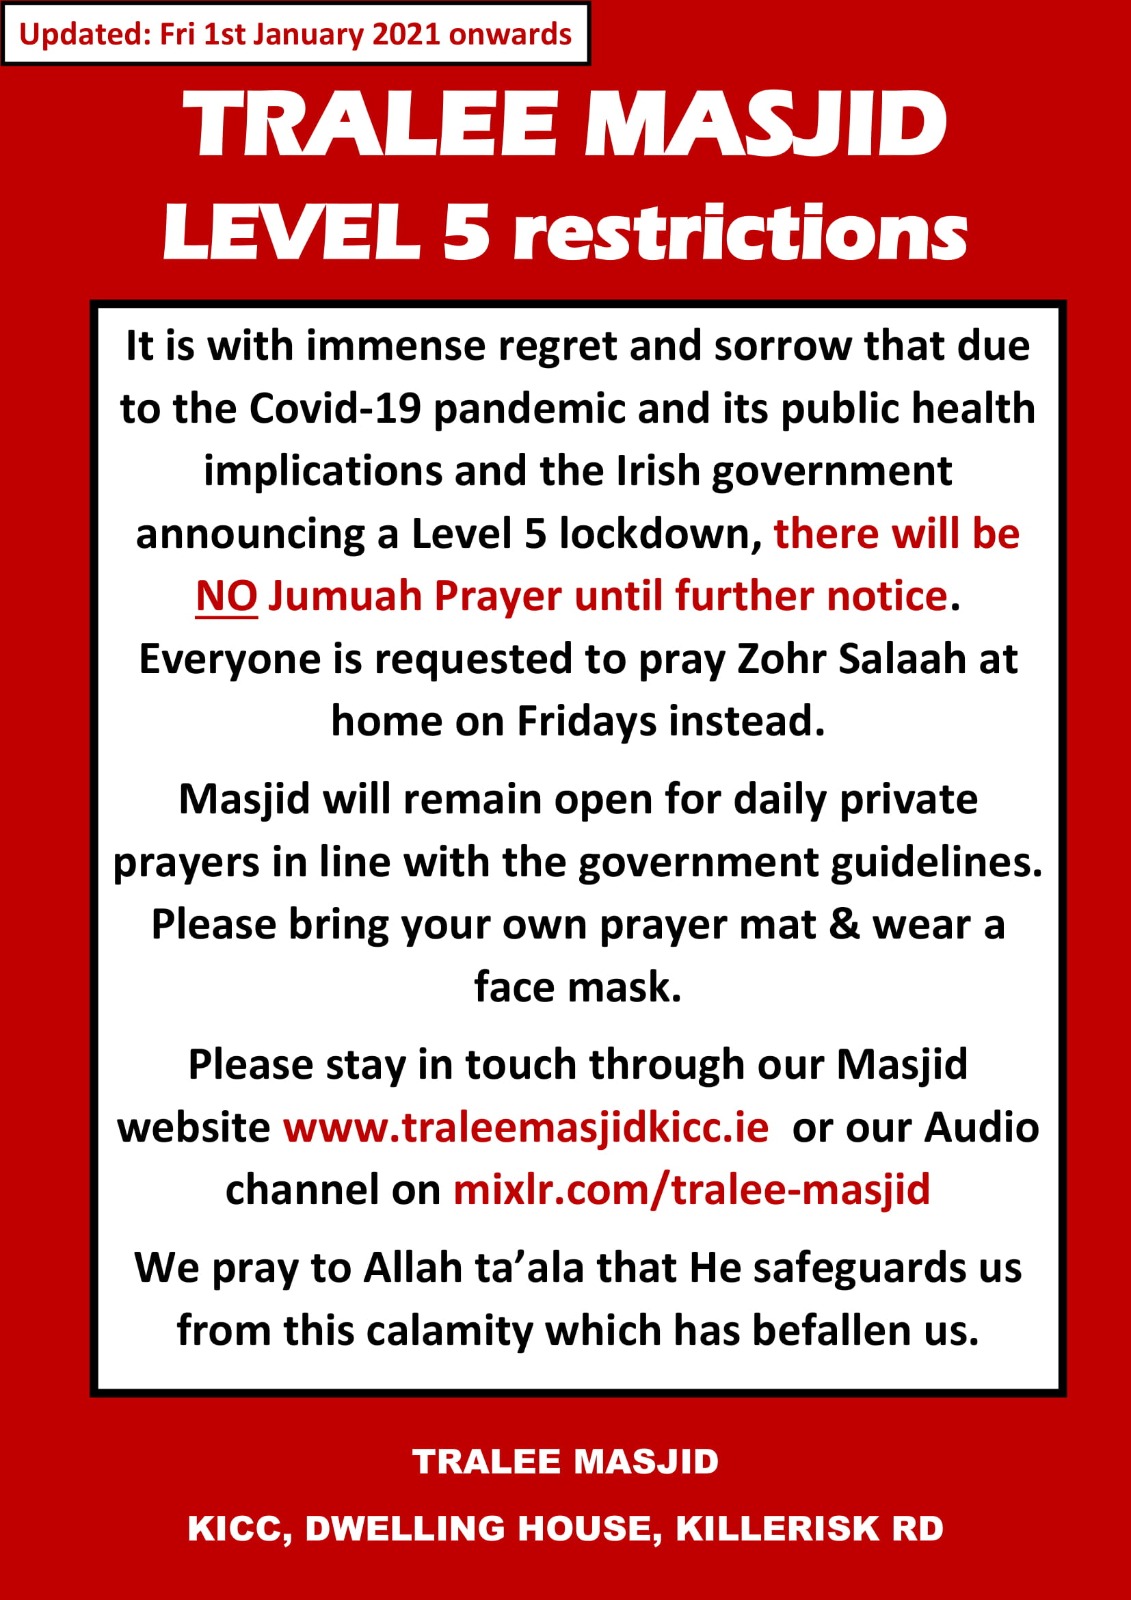 Updated: Fri 1st January 2021 onwards
TRALEE MASJID
LEVEL 5 restrictions
It is with immense regret and sorrow that due
to the Covid-19 pandemic and its public health
implications and the Irish government
announcing a Level 5 lockdown, there will be
NO Jumuah Prayer until further notice.
Everyone is requested to pray Zohr Salaah at
home on Fridays instead.
Masjid will remain open for daily private
prayers in line with the government guidelines.
Please bring your own prayer mat & wear a
face mask.
Please stay in touch through our Masjid
website www.traleemasjidkicc.ie or our Audio
channel on mixlr.com/tralee-masjid
We pray to Allah ta’ala that He safeguards us
from this calamity which has befallen us.
TRALEE MASJID
KICC, DWELLING HOUSE, KILLERISK RD